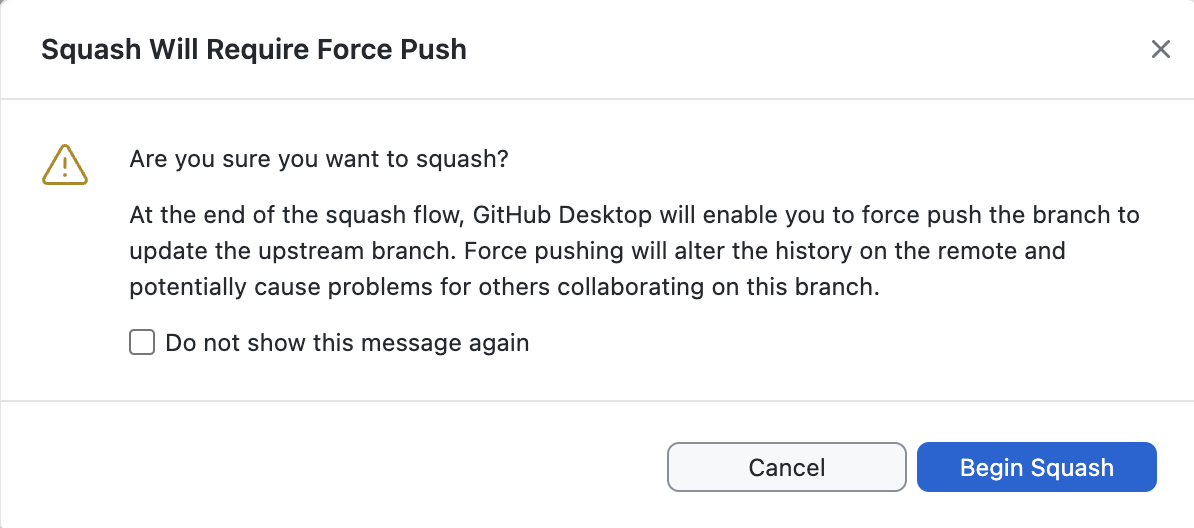 Squash Will Require Force Push
Are you sure you want to squash?
At the end of the squash flow, GitHub Desktop will enable you to force push the branch to
update the upstream branch. Force pushing will alter the history on the remote and
potentially cause problems for others collaborating on this branch.
Do not show this message again
Cancel
Begin Squash